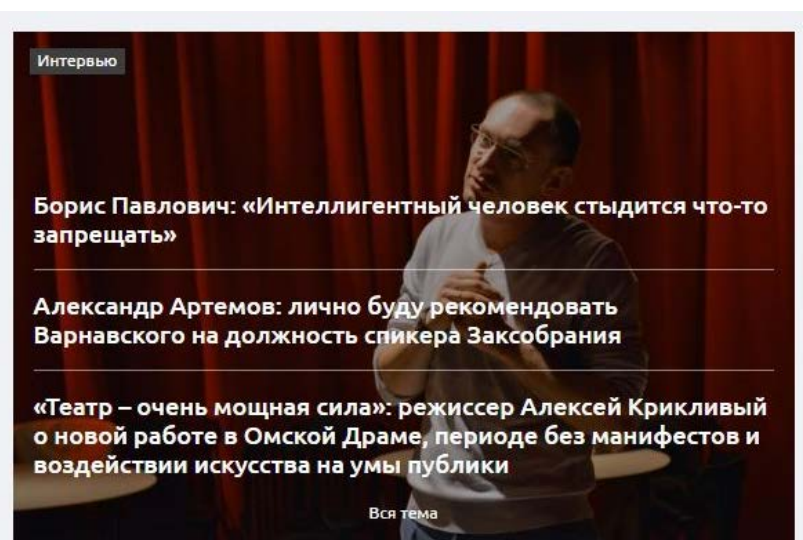 Интервью
Борис Павлович: «Интеллигентный человек стыдится что-то
запрещать»
Александр Артемов: лично буду рекомендовать
Варнавского на должность спикера Заксобрания
«Театр – очень мощная сила»: режиссер Алексей Крикливый
о новой работе в Омской Драме, периоде без манифестов и
воздействии искусства на умы публики
Вся тема